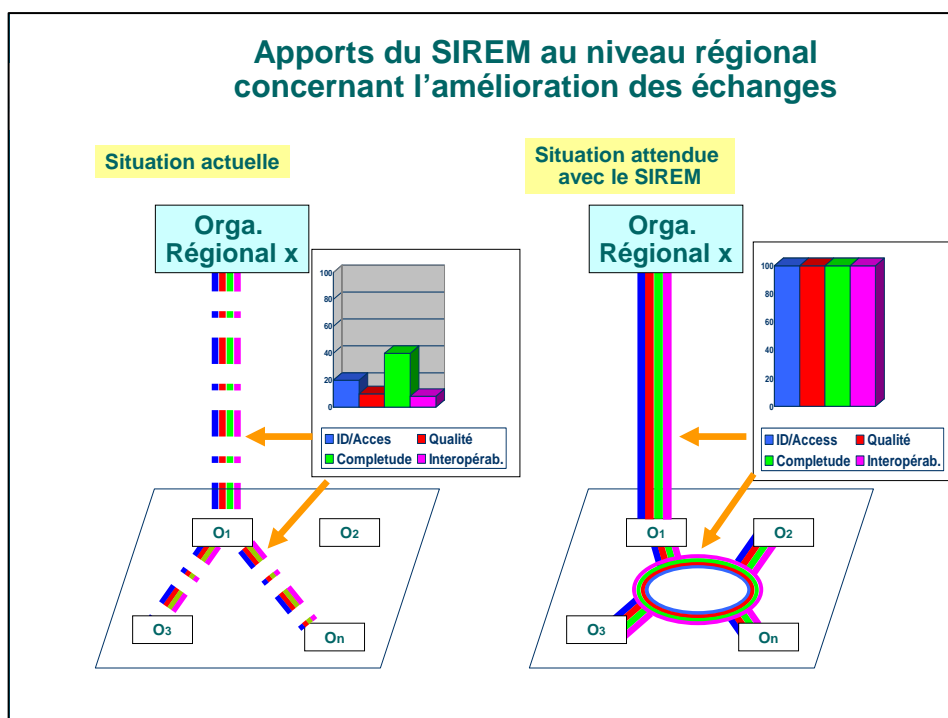 Apports du SIREM au niveau régional
concernant l'amélioration des échanges
Situation actuelle
Orga.
Régional x
100
80
60
40
20
0
ID/Acces Qualité
Completude Interopérab.
O1
O2
O3
On
Situation attendue
avec le SIREM
Orga.
Régional x
100
80
60
40
20
0
ID/Access Qualité
Completude Interopérab.
O1
O2
O3
On